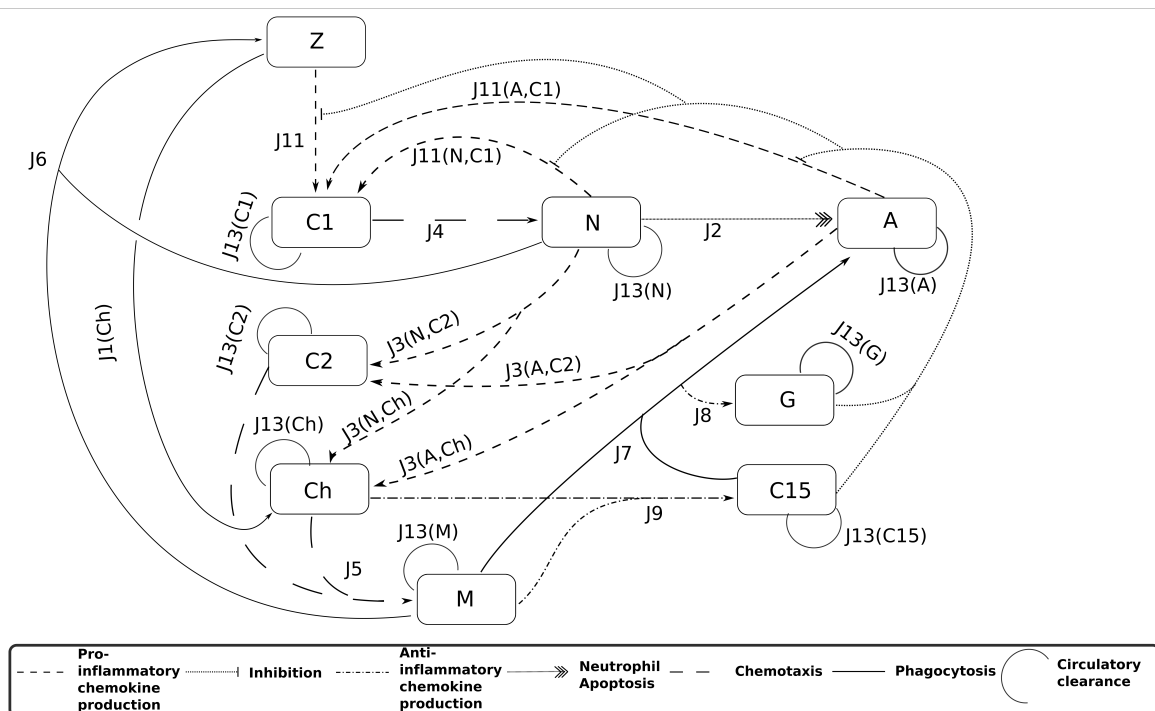 Z
J11(A,C1)
J11
J11(N,C1)
J6
J13(C1)
C1
J4
N
J2
A
J13(N)
J13(A)
J1(Ch)
J13(C2)
C2
J3(N,C2)
J3(A,C2)
J13(G)
G
J8
J3(N,Ch)
J13(Ch)
J3(A,Ch)
J7
Ch
C15
J9
J13(M)
J13(C15)
J5
M
Pro-
inflammatory
chemokine
production
Inhibition
Anti-
inflammatory
chemokine
production
Neutrophil
Apoptosis
Chemotaxis
Phagocytosis
Circulatory
clearance